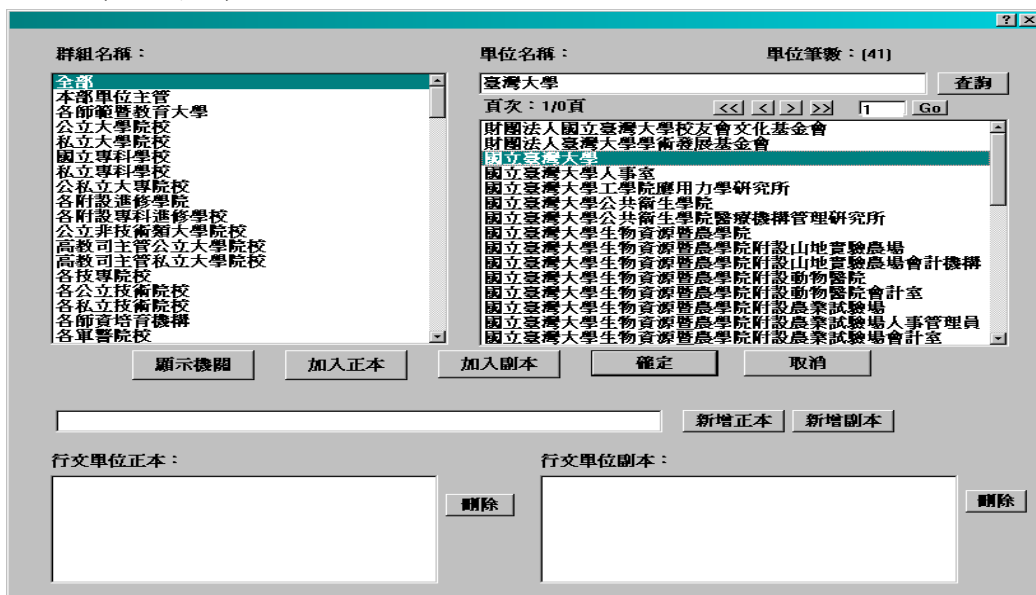 群組名稱：
單位名稱：
單位筆數：(41)
全部
本部單位主管
各師範暨教育大學
公立大學院校
私立大學院校
國立專科學校
私立專科學校
公私立大專院校
各附設進修學院
各附設專科進修學校
公立非技術類大學院校
高教司主管公立大學院校
高教司主管私立大學院校
各技專院校
各公立技術院校
各私立技術院校
各師資培育機構
各軍警院校
臺灣大學
查詢
頁次：1/0頁
<< < > >> 1 Go
財團法人國立臺灣大學校友會文化基金會
財團法人臺灣大學學術發展基金會
國立臺灣大學
國立臺灣大學人事室
國立臺灣大學工學院應用力學研究所
國立臺灣大學公共衛生學院
國立臺灣大學公共衛生學院醫療機構管理研究所
國立臺灣大學生物資源暨農學院
國立臺灣大學生物資源暨農學院附設山地實驗農場
國立臺灣大學生物資源暨農學院附設山地實驗農場會計機構
國立臺灣大學生物資源暨農學院附設動物醫院
國立臺灣大學生物資源暨農學院附設動物醫院會計室
國立臺灣大學生物資源暨農學院附設農業試驗場
國立臺灣大學生物資源暨農學院附設農業試驗場人事管理員
國立臺灣大學生物資源暨農學院附設農業試驗場會計室
顯示機關
加入正本
加入副本
確定
取消
新增正本
新增副本
行文單位正本：
行文單位副本：
刪除
刪除